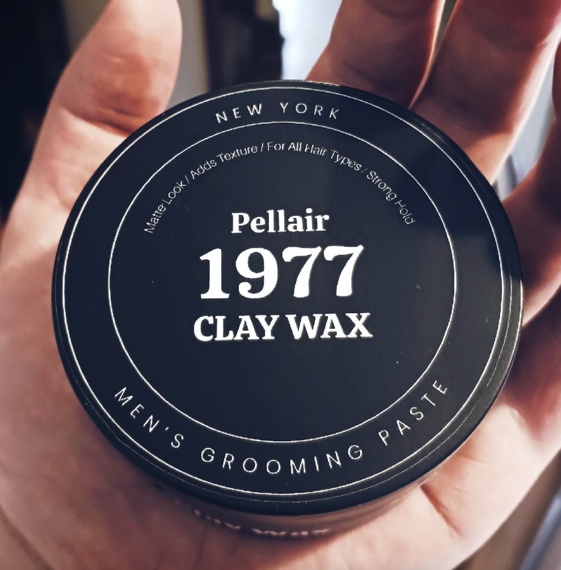 NEW YORK
Matte Look / Adds Texture / For All Hair Types / Strong Hold
Pellair
1977
CLAY WAX
MEN'S GROOMING PASTE